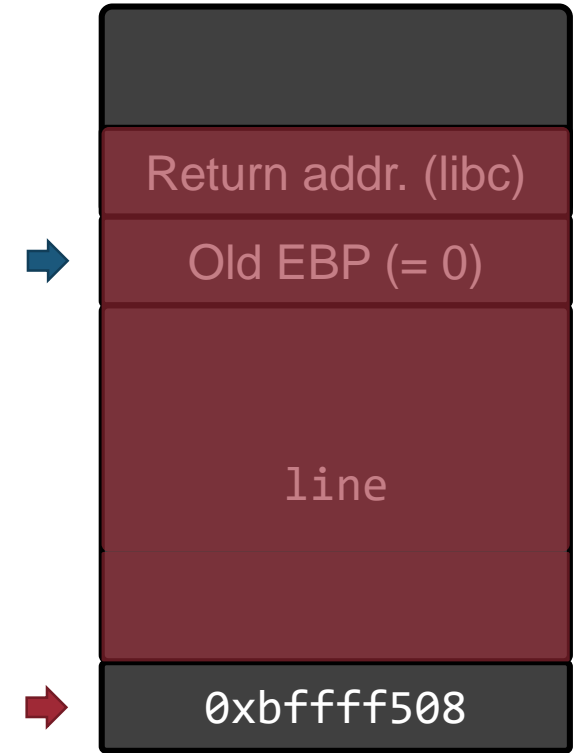 Return addr. (libc)
Old EBP (= 0)
line
0xbffff508